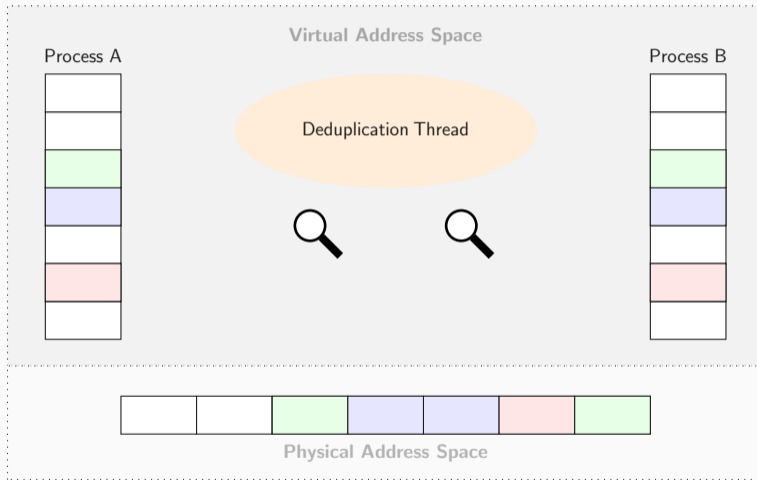 Virtual Address Space
Process A
Process B
Deduplication Thread
Physical Address Space